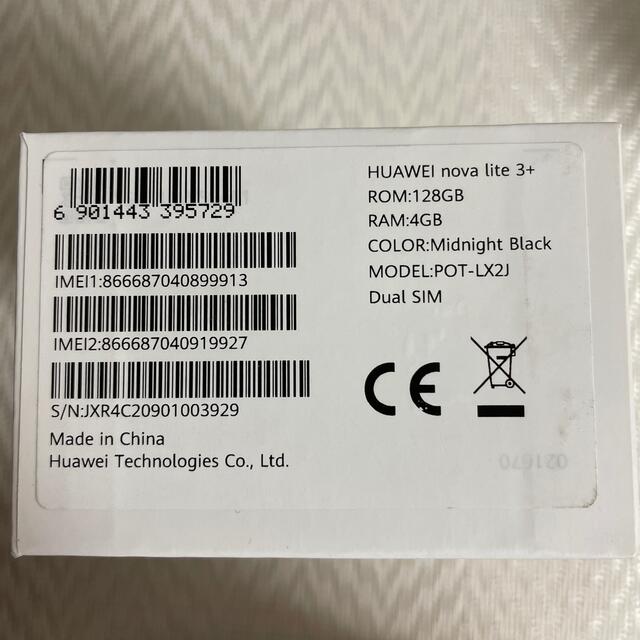 6 901443 395729
IMEI1:866687040899913
IMEI2:866687040919927
S/N:JXR4C20901003929
Made in China
Huawei Technologies Co., Ltd.
HUAWEI nova lite 3+
ROM:128GB
RAM:4GB
COLOR:Midnight Black
MODEL:POT-LX2J
Dual SIM
CE
021670